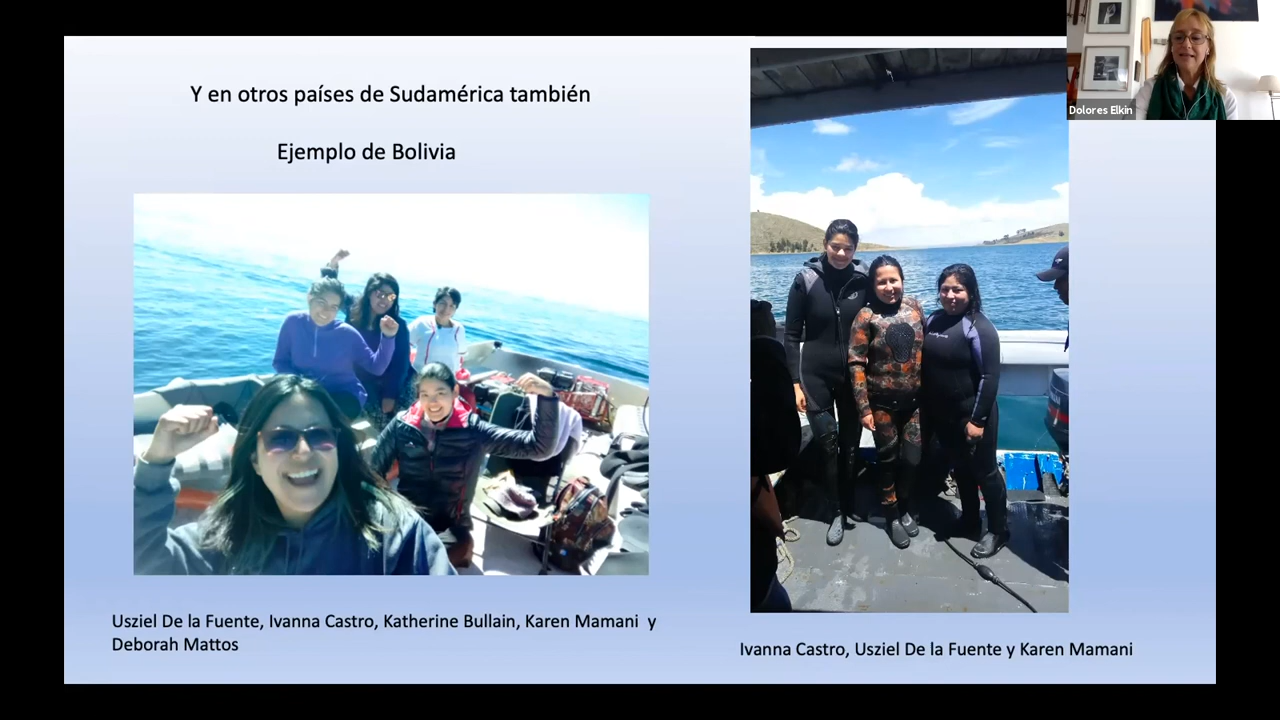 Y en otros países de Sudamérica también
Ejemplo de Bolivia
Dolores Elkin
Usziel De la Fuente, Ivanna Castro, Katherine Bullain, Karen Mamani y
Deborah Mattos
Ivanna Castro, Usziel De la Fuente y Karen Mamani